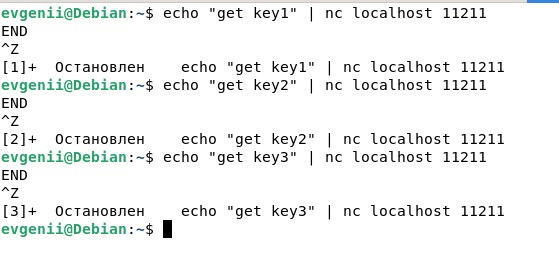 evgenii@Debian:~$ echo "get key1" | nc localhost 11211
END
^Z
[1]+  Остановлен    echo "get key1" | nc localhost 11211
evgenii@Debian:~$ echo "get key2" | nc localhost 11211
END
^Z
[2]+  Остановлен    echo "get key2" | nc localhost 11211
evgenii@Debian:~$ echo "get key3" | nc localhost 11211
END
^Z
[3]+  Остановлен    echo "get key3" | nc localhost 11211
evgenii@Debian:~$